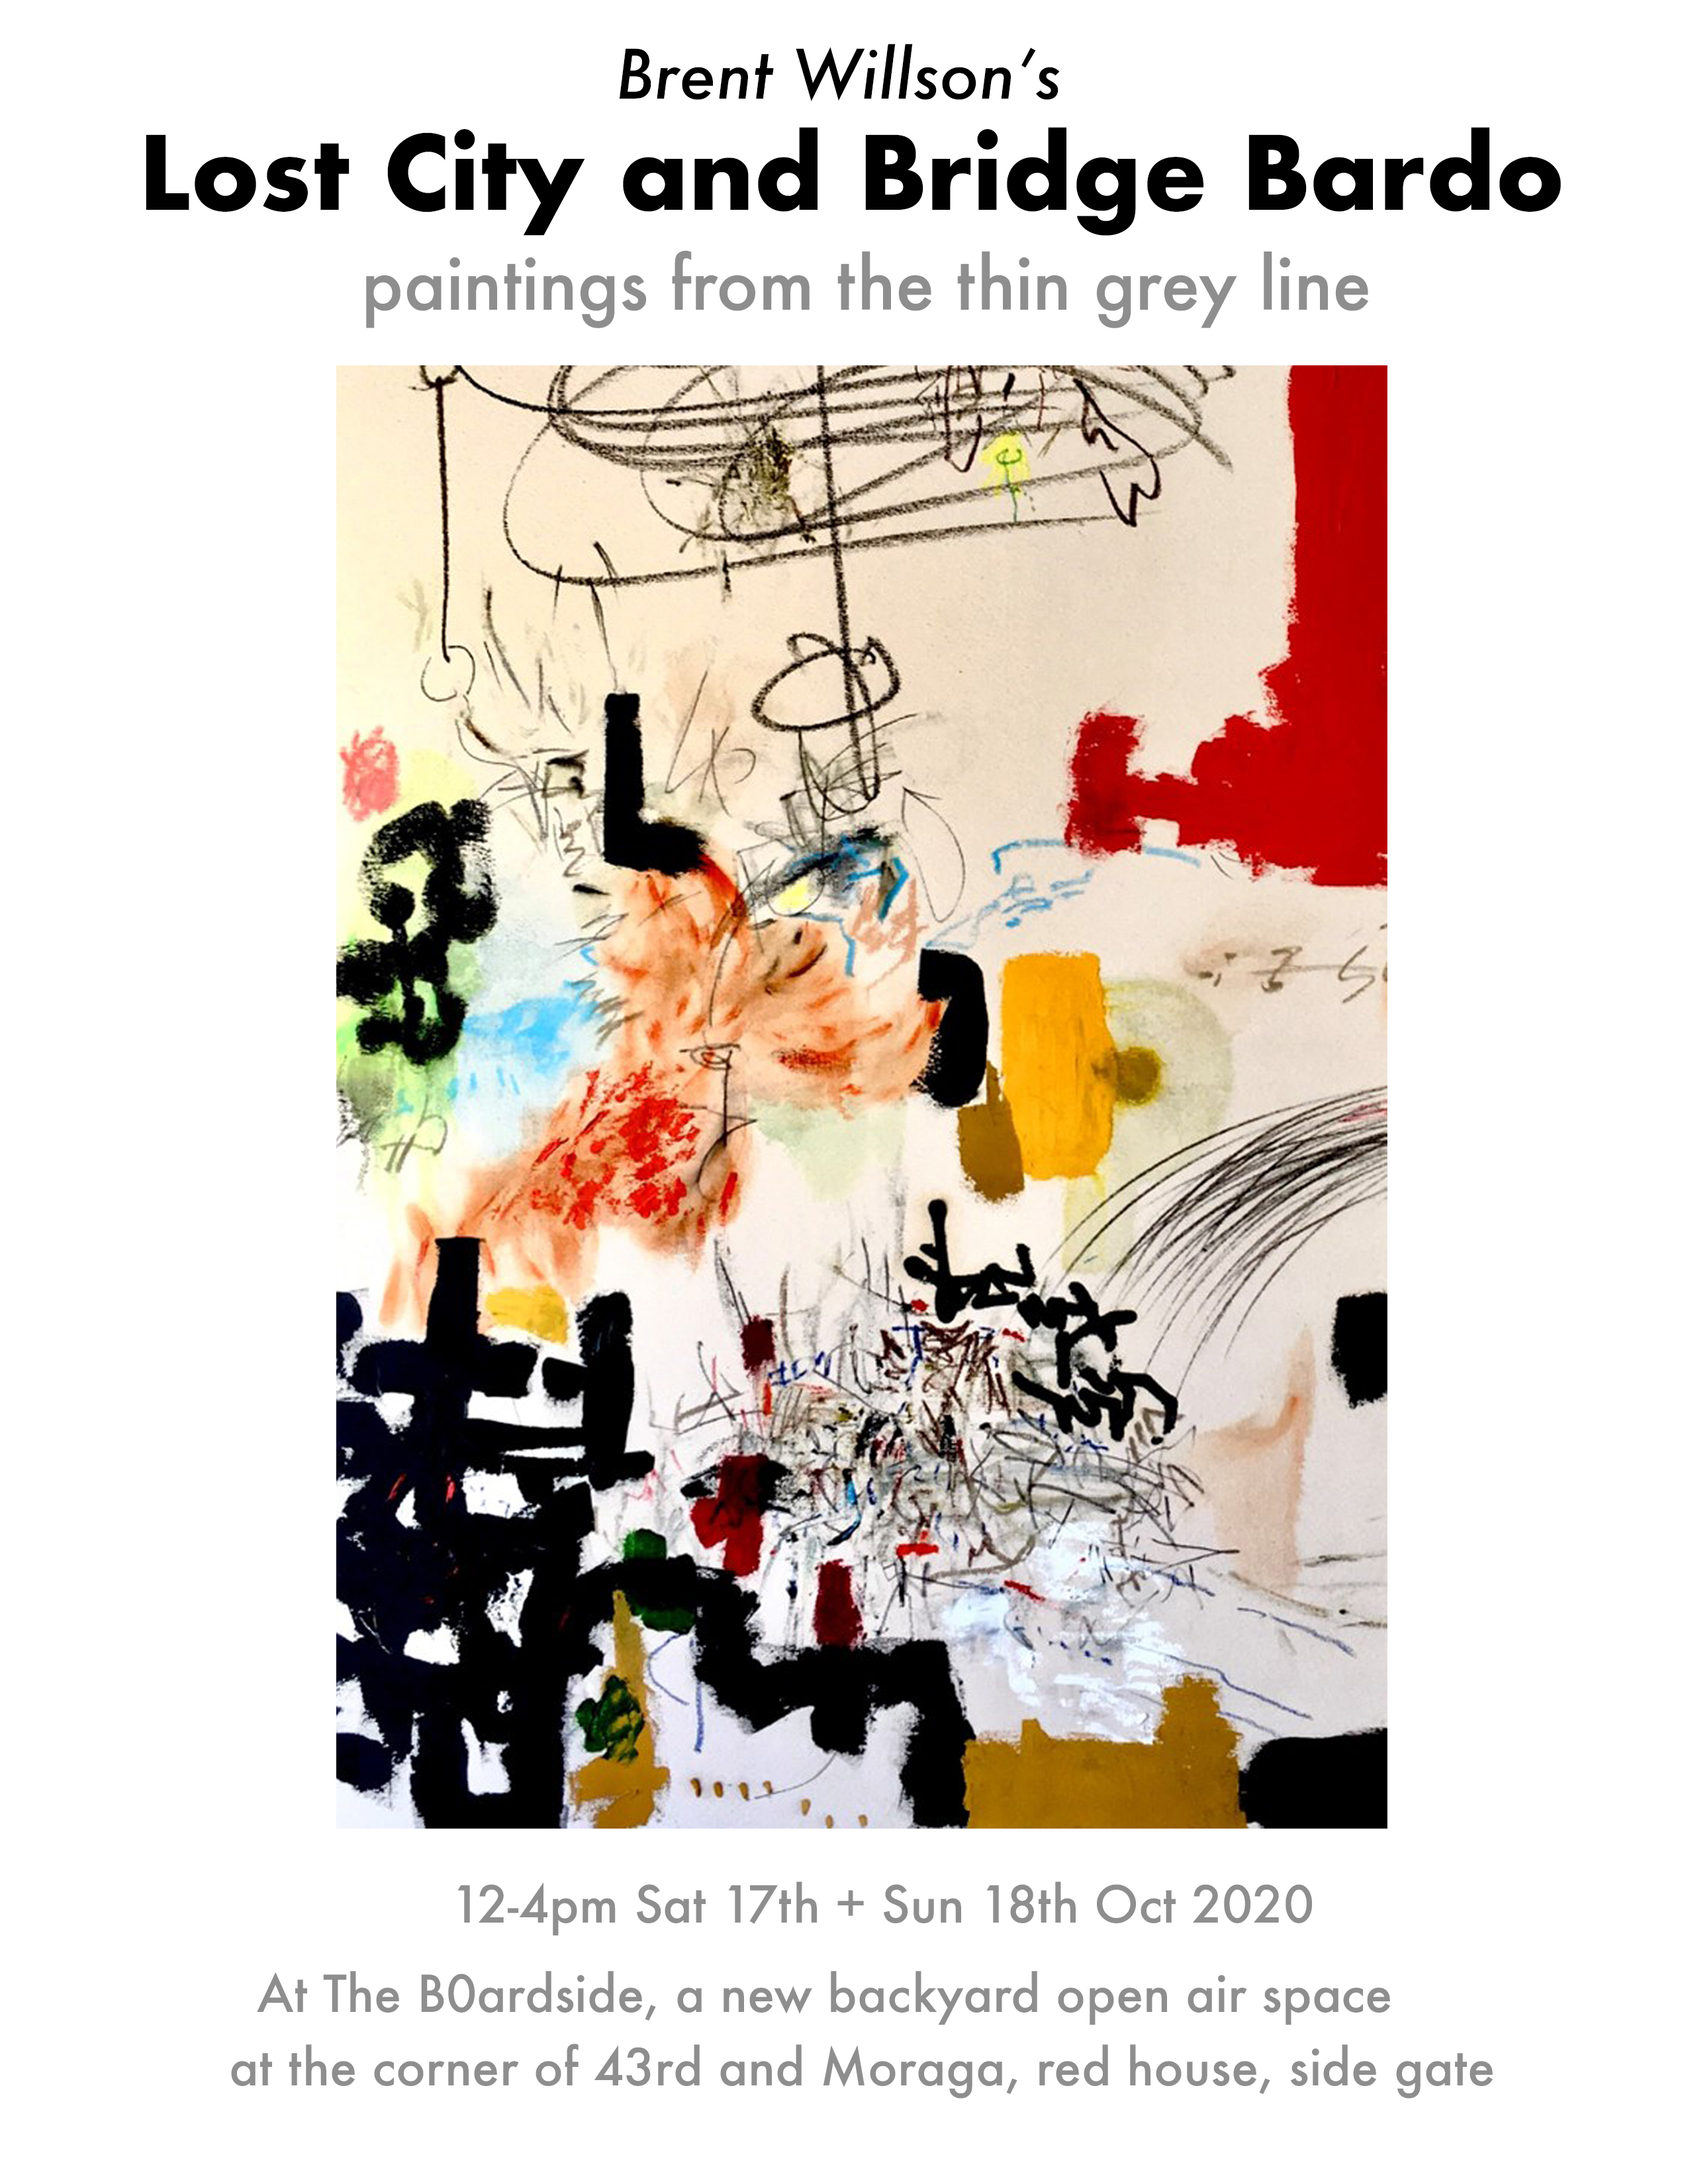 Brent Willson’s
Lost City and Bridge Bardo
paintings from the thin grey line
12-4pm Sat 17th + Sun 18th Oct 2020
At The B0ardside, a new backyard open air space
at the corner of 43rd and Moraga, red house, side gate